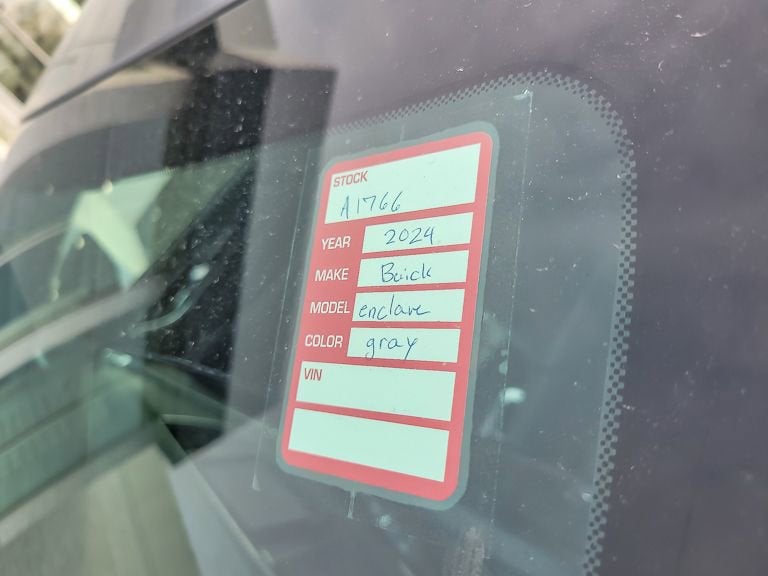 STOCK
A1766
YEAR 2024
MAKE Buick
MODEL enclave
COLOR gray
VIN